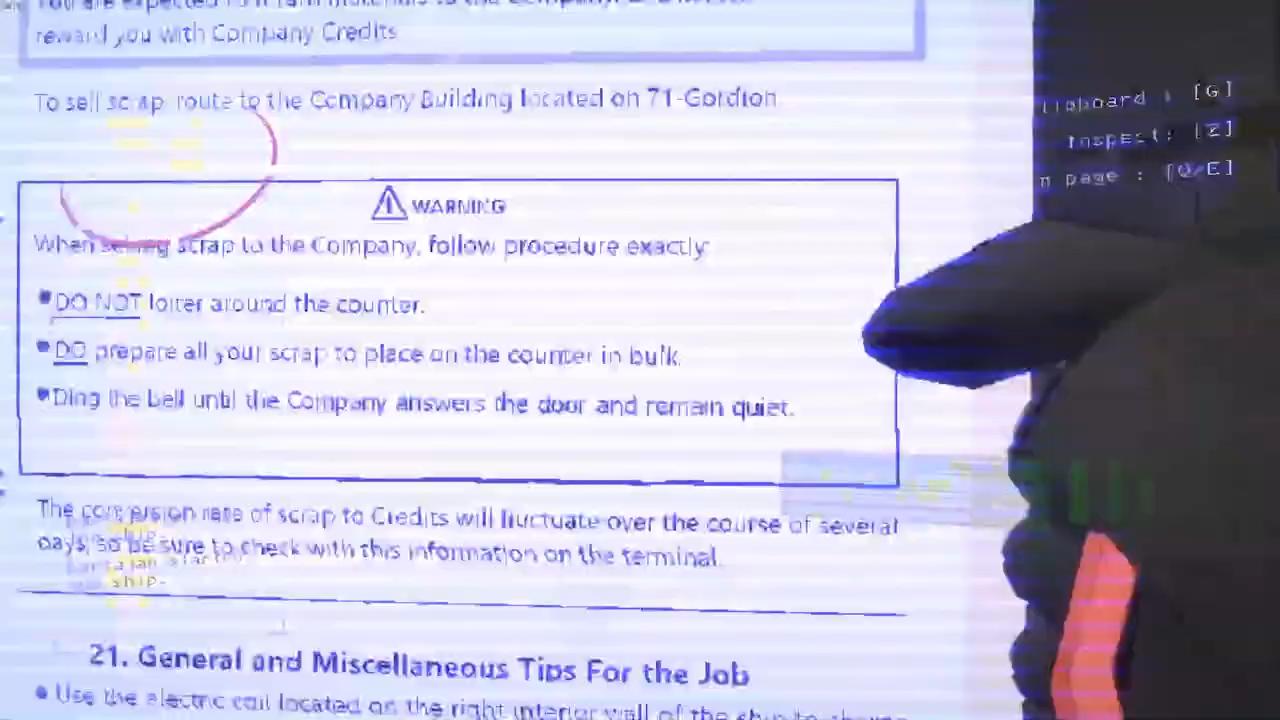 reward you with Company Credits
To sell scrap, route to the Company Building located on 71-Gordion
WARNING
When selling scrap to the Company, follow procedure exactly:
DO NOT loiter around the counter.
DO prepare all your scrap to place on the counter in bulk.
Ding the bell until the Company answers the door and remain quiet.
The conversion rate of scrap to Credits will fluctuate over the course of several
days, so be sure to check with this information on the terminal.
ship.
21. General and Miscellaneous Tips For the Job
Use the electric coil located on the right interior wall of the ship to
: [G]
Inspect: [Z]
page : [Q/E]